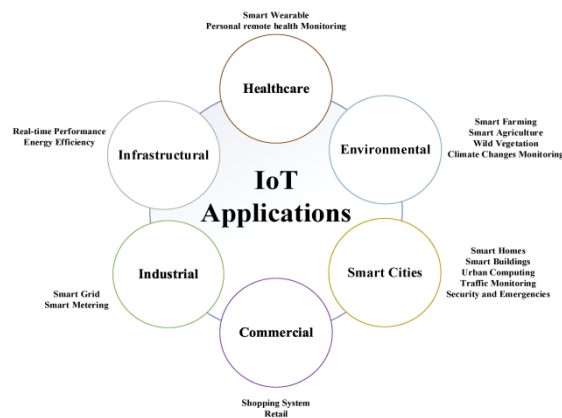 Smart Wearable
Personal remote health Monitoring
Healthcare
Real-time Performance
Energy Efficiency
Infrastructural
Environmental
Smart Farming
Smart Agriculture
Wild Vegetation
Climate Changes Monitoring
IoT
Applications
Smart Grid
Smart Metering
Industrial
Smart Cities
Smart Homes
Smart Buildings
Urban Computing
Traffic Monitoring
Security and Emergencies
Commercial
Shopping System
Retail